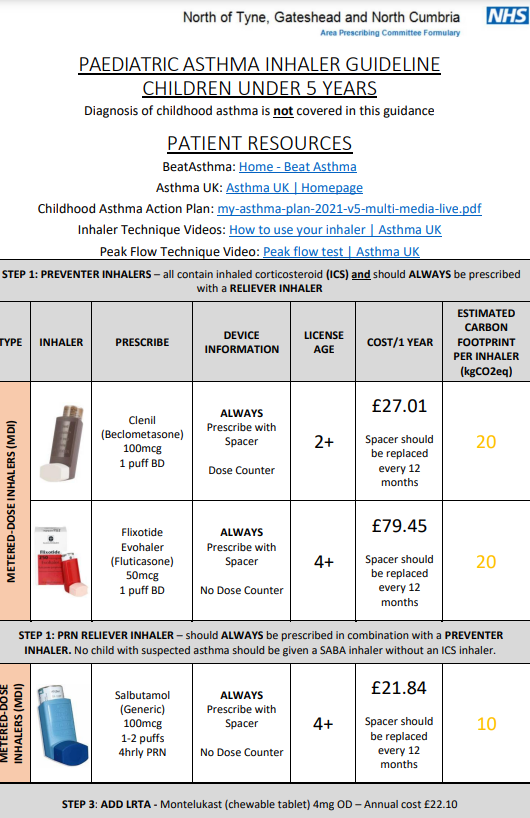 North of Tyne, Gateshead and North Cumbria
NHS
Area Prescribing Committee Formulary
PAEDIATRIC ASTHMA INHALER GUIDELINE
CHILDREN UNDER 5 YEARS
Diagnosis of childhood asthma is not covered in this guidance
PATIENT RESOURCES
BeatAsthma: Home - Beat Asthma
Asthma UK: Asthma UK | Homepage
Childhood Asthma Action Plan: my-asthma-plan-2021-v5-multi-media-live.pdf
Inhaler Technique Videos: How to use your inhaler | Asthma UK
Peak Flow Technique Video: Peak flow test | Asthma UK
STEP 1: PREVENTER INHALERS – all contain inhaled corticosteroid (ICS) and should ALWAYS be prescribed
with a RELIEVER INHALER
TYPE
INHALER
PRESCRIBE
DEVICE
INFORMATION
LICENSE
AGE
COST/1 YEAR
ESTIMATED
CARBON
FOOTPRINT
PER INHALER
(kgCO2eq)
METERED-DOSE INHALERS (MDI)
Clenil
(Beclometasone)
100mcg
1 puff BD
ALWAYS
Prescribe with
Spacer
Dose Counter
2+
£27.01
Spacer should
be replaced
every 12
months
20
Flixotide
Flixotide
Evohaler
(Fluticasone)
50mcg
1 puff BD
ALWAYS
Prescribe with
Spacer
No Dose Counter
4+
£79.45
Spacer should
be replaced
every 12
months
20
STEP 1: PRN RELIEVER INHALER – should ALWAYS be prescribed in combination with a PREVENTER
INHALER. No child with suspected asthma should be given a SABA inhaler without an ICS inhaler.
METERED-DOSE
INHALERS (MDI)
Salbutamol
(Generic)
100mcg
1-2 puffs
4hrly PRN
ALWAYS
Prescribe with
Spacer
No Dose Counter
4+
£21.84
Spacer should
be replaced
every 12
months
10
STEP 3: ADD LRTA - Montelukast (chewable tablet) 4mg OD – Annual cost £22.10